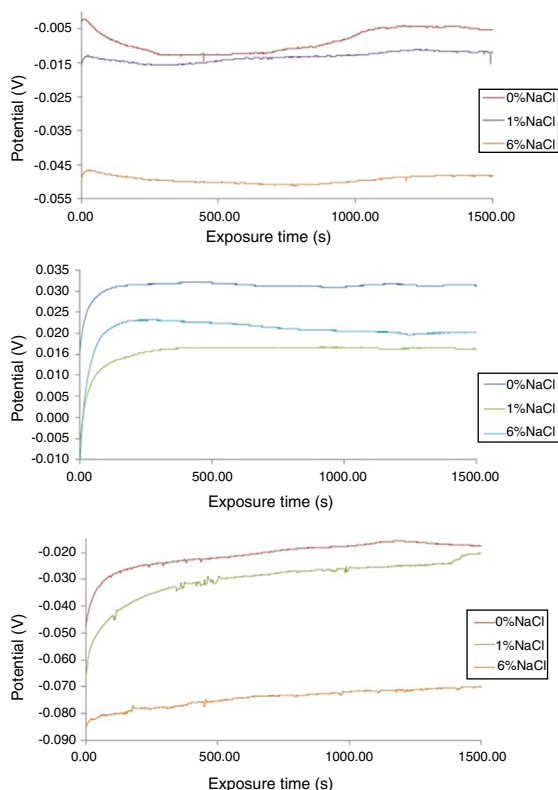 -0.005
-0.015
-0.025
-0.035
-0.045
-0.055
Potential (V)
0.00
500.00
1000.00
1500.00
Exposure time (s)
0%NaCl
1%NaCl
6%NaCl
0.035
0.030
0.025
0.020
0.016
0.010
0.000
-0.005
-0.010
Potential (V)
0.00
500.00
1000.00
1500.00
Exposure time (s)
0%NaCl
1%NaCl
6%NaCl
-0.020
-0.030
-0.040
-0.050
-0.060
-0.070
-0.080
-0.090
Potential (V)
0.00
500.00
1000.00
1500.00
Exposure time (s)
0%NaCl
1%NaCl
6%NaCl